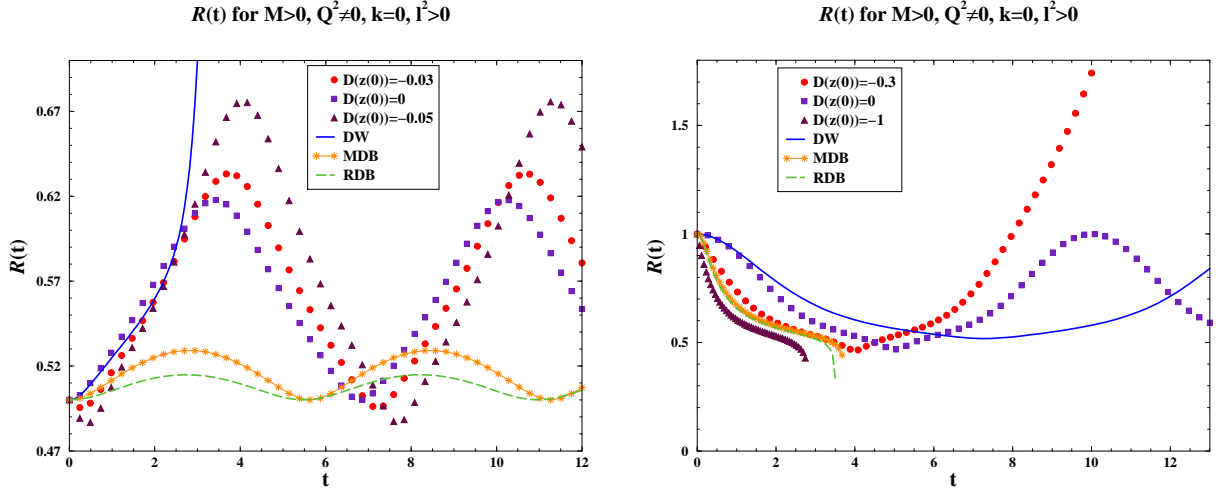 R(t) for M>0, Q²≠0, k=0, l²>0
D(z(0))=−0.03
D(z(0))=0
D(z(0))=−0.05
DW
MDB
RDB
0.67
0.62
0.57
0.52
0.47
R(t)
0 2 4 6 8 10 12
t
R(t) for M>0, Q²≠0, k=0, l²>0
D(z(0))=−0.3
D(z(0))=0
D(z(0))=−1
DW
MDB
RDB
1.5
1
0.5
0
R(t)
0 2 4 6 8 10 12
t